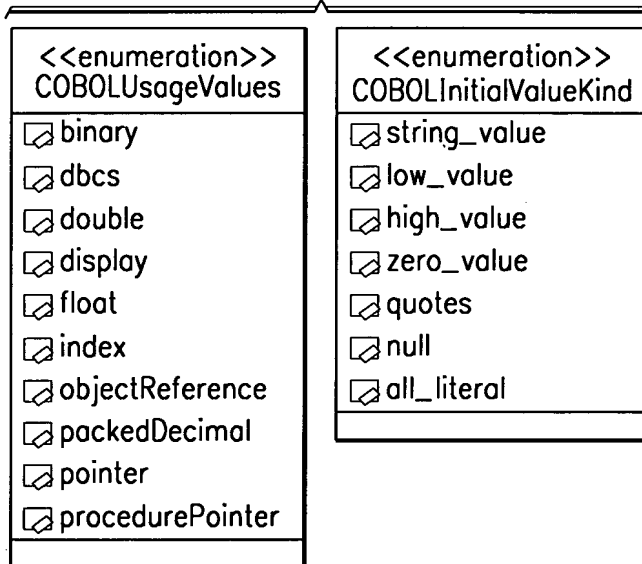 <<enumeration>>
COBOLUsageValues
binary
dbcs
double
display
float
index
objectReference
packedDecimal
pointer
procedurePointer
<<enumeration>>
COBOLInitialValueKind
string_value
low_value
high_value
zero_value
quotes
null
all_literal